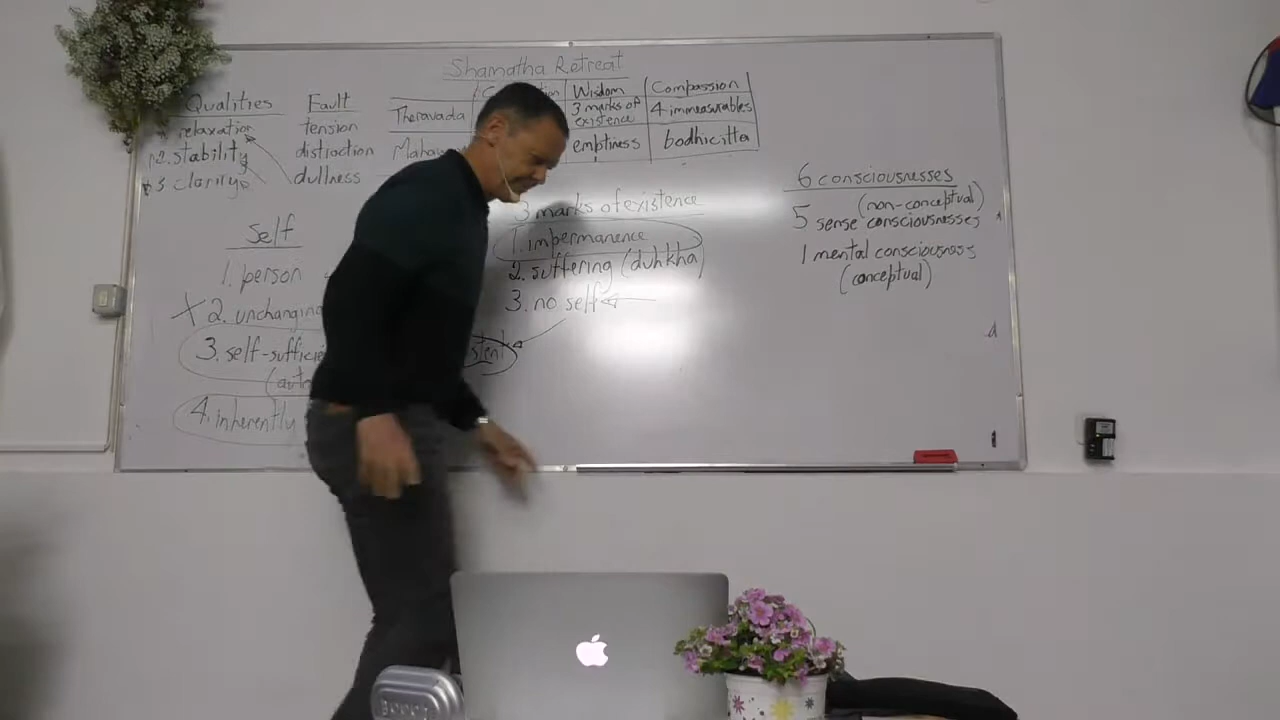 Shamatha Retreat
Qualities Fault
relaxation tension
2. stability distraction
3 clarity dullness
Wisdom Compassion
Theravada 3 marks of existence 4 immeasurables
emptiness bodhicitta
Self
1. person
X 2. unchanging
3. self-
4. inherently
3 marks of existence
1. impermanence
2. suffering (duhkha)
3. no self
6 consciousnesses
(non-conceptual)
5 sense consciousnesses
1 mental consciousness
(conceptual)